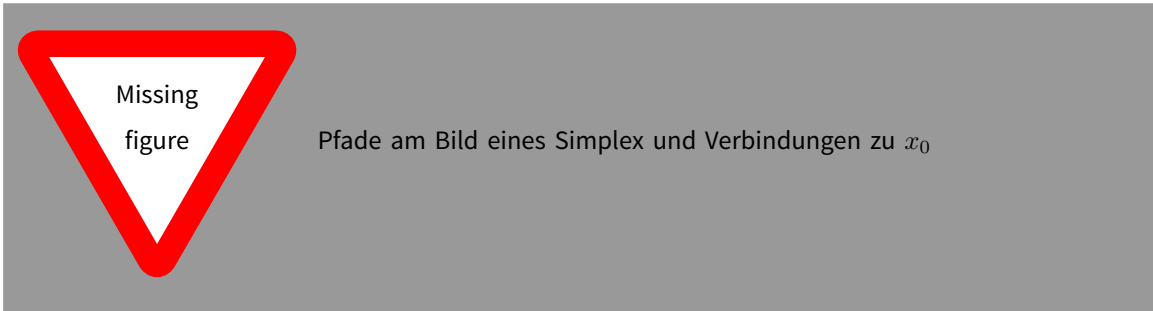 Missing
figure
Pfade am Bild eines Simplex und Verbindungen zu x₀